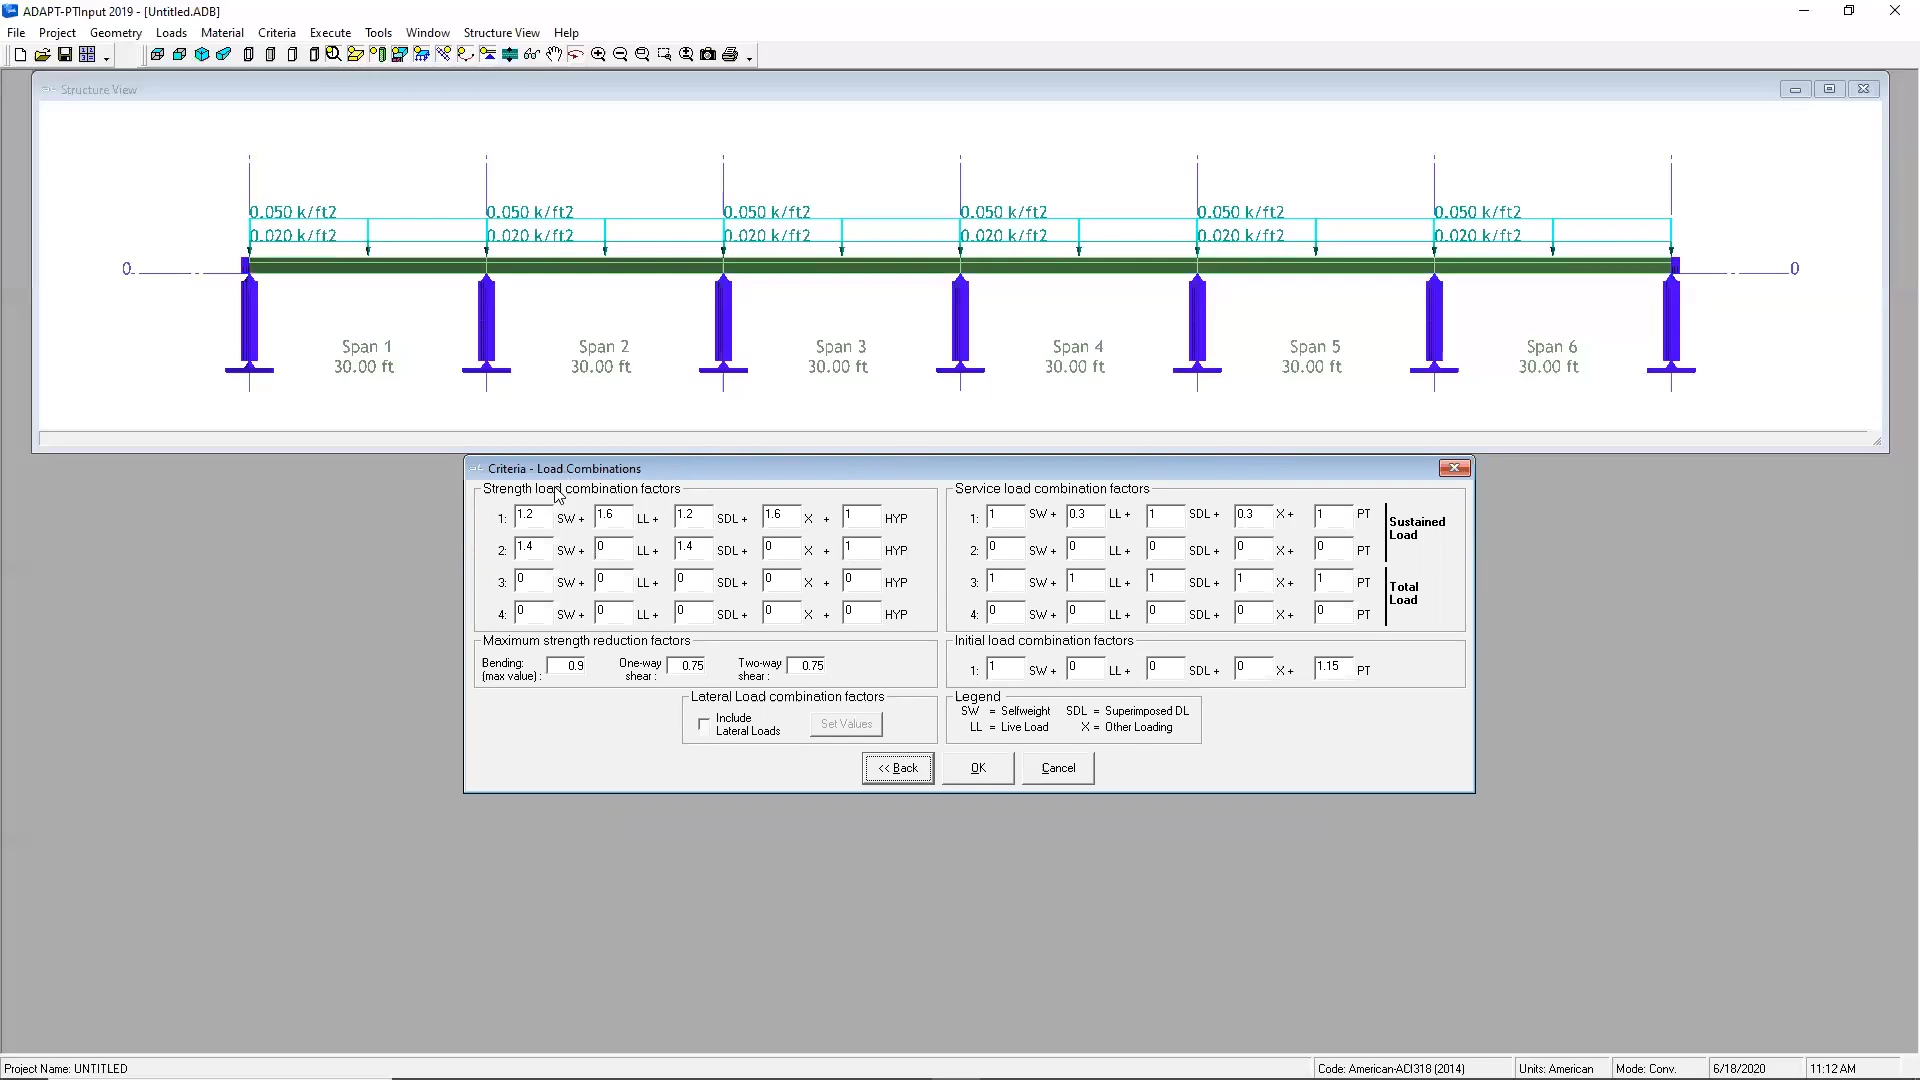 ADAPT-PTInput 2019 - [Untitled.ADB]
File Project Geometry Loads Material Criteria Execute Tools Window Structure View Help
Structure View
0.050 k/ft2 0.050 k/ft2 0.050 k/ft2 0.050 k/ft2 0.050 k/ft2 0.050 k/ft2
0.020 k/ft2 0.020 k/ft2 0.020 k/ft2 0.020 k/ft2 0.020 k/ft2 0.020 k/ft2
0 0
Span 1 Span 2 Span 3 Span 4 Span 5 Span 6
30.00 ft 30.00 ft 30.00 ft 30.00 ft 30.00 ft 30.00 ft
Criteria - Load Combinations
Strength load combination factors
1: 1.2 SW + 1.6 LL + 1.2 SDL + 1.6 X + 1 HYP
2: 1.4 SW + 0 LL + 1.4 SDL + 0 X + 1 HYP
3: 0 SW + 0 LL + 0 SDL + 0 X + 0 HYP
4: 0 SW + 0 LL + 0 SDL + 0 X + 0 HYP
Service load combination factors
1: 1 SW + 0.3 LL + 1 SDL + 0.3 X + 1 PT
2: 0 SW + 0 LL + 0 SDL + 0 X + 0 PT
Sustained
Load
3: 1 SW + 1 LL + 1 SDL + 1 X + 1 PT
4: 0 SW + 0 LL + 0 SDL + 0 X + 0 PT
Total
Load
Maximum strength reduction factors
Bending: 0.9 One-way 0.75 Two-way 0.75
(max value) : shear : shear :
Initial load combination factors
1: 1 SW + 0 LL + 0 SDL + 0 X + 1.15 PT
Lateral Load combination factors
Include
Lateral Loads
Set Values
Legend
SW = Selfweight SDL = Superimposed DL
LL = Live Load X = Other Loading
<< Back OK Cancel
Project Name: UNTITLED Code: American-ACI318 (2014) Units: American Mode: Conv. 6/18/2020 11:12 AM